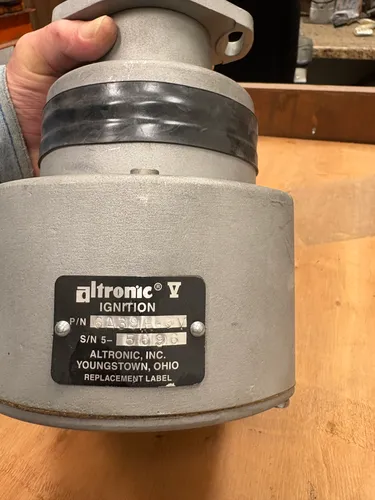 altronic® V
IGNITION
P/N
S/N 5-
ALTRONIC, INC.
YOUNGSTOWN, OHIO
REPLACEMENT LABEL